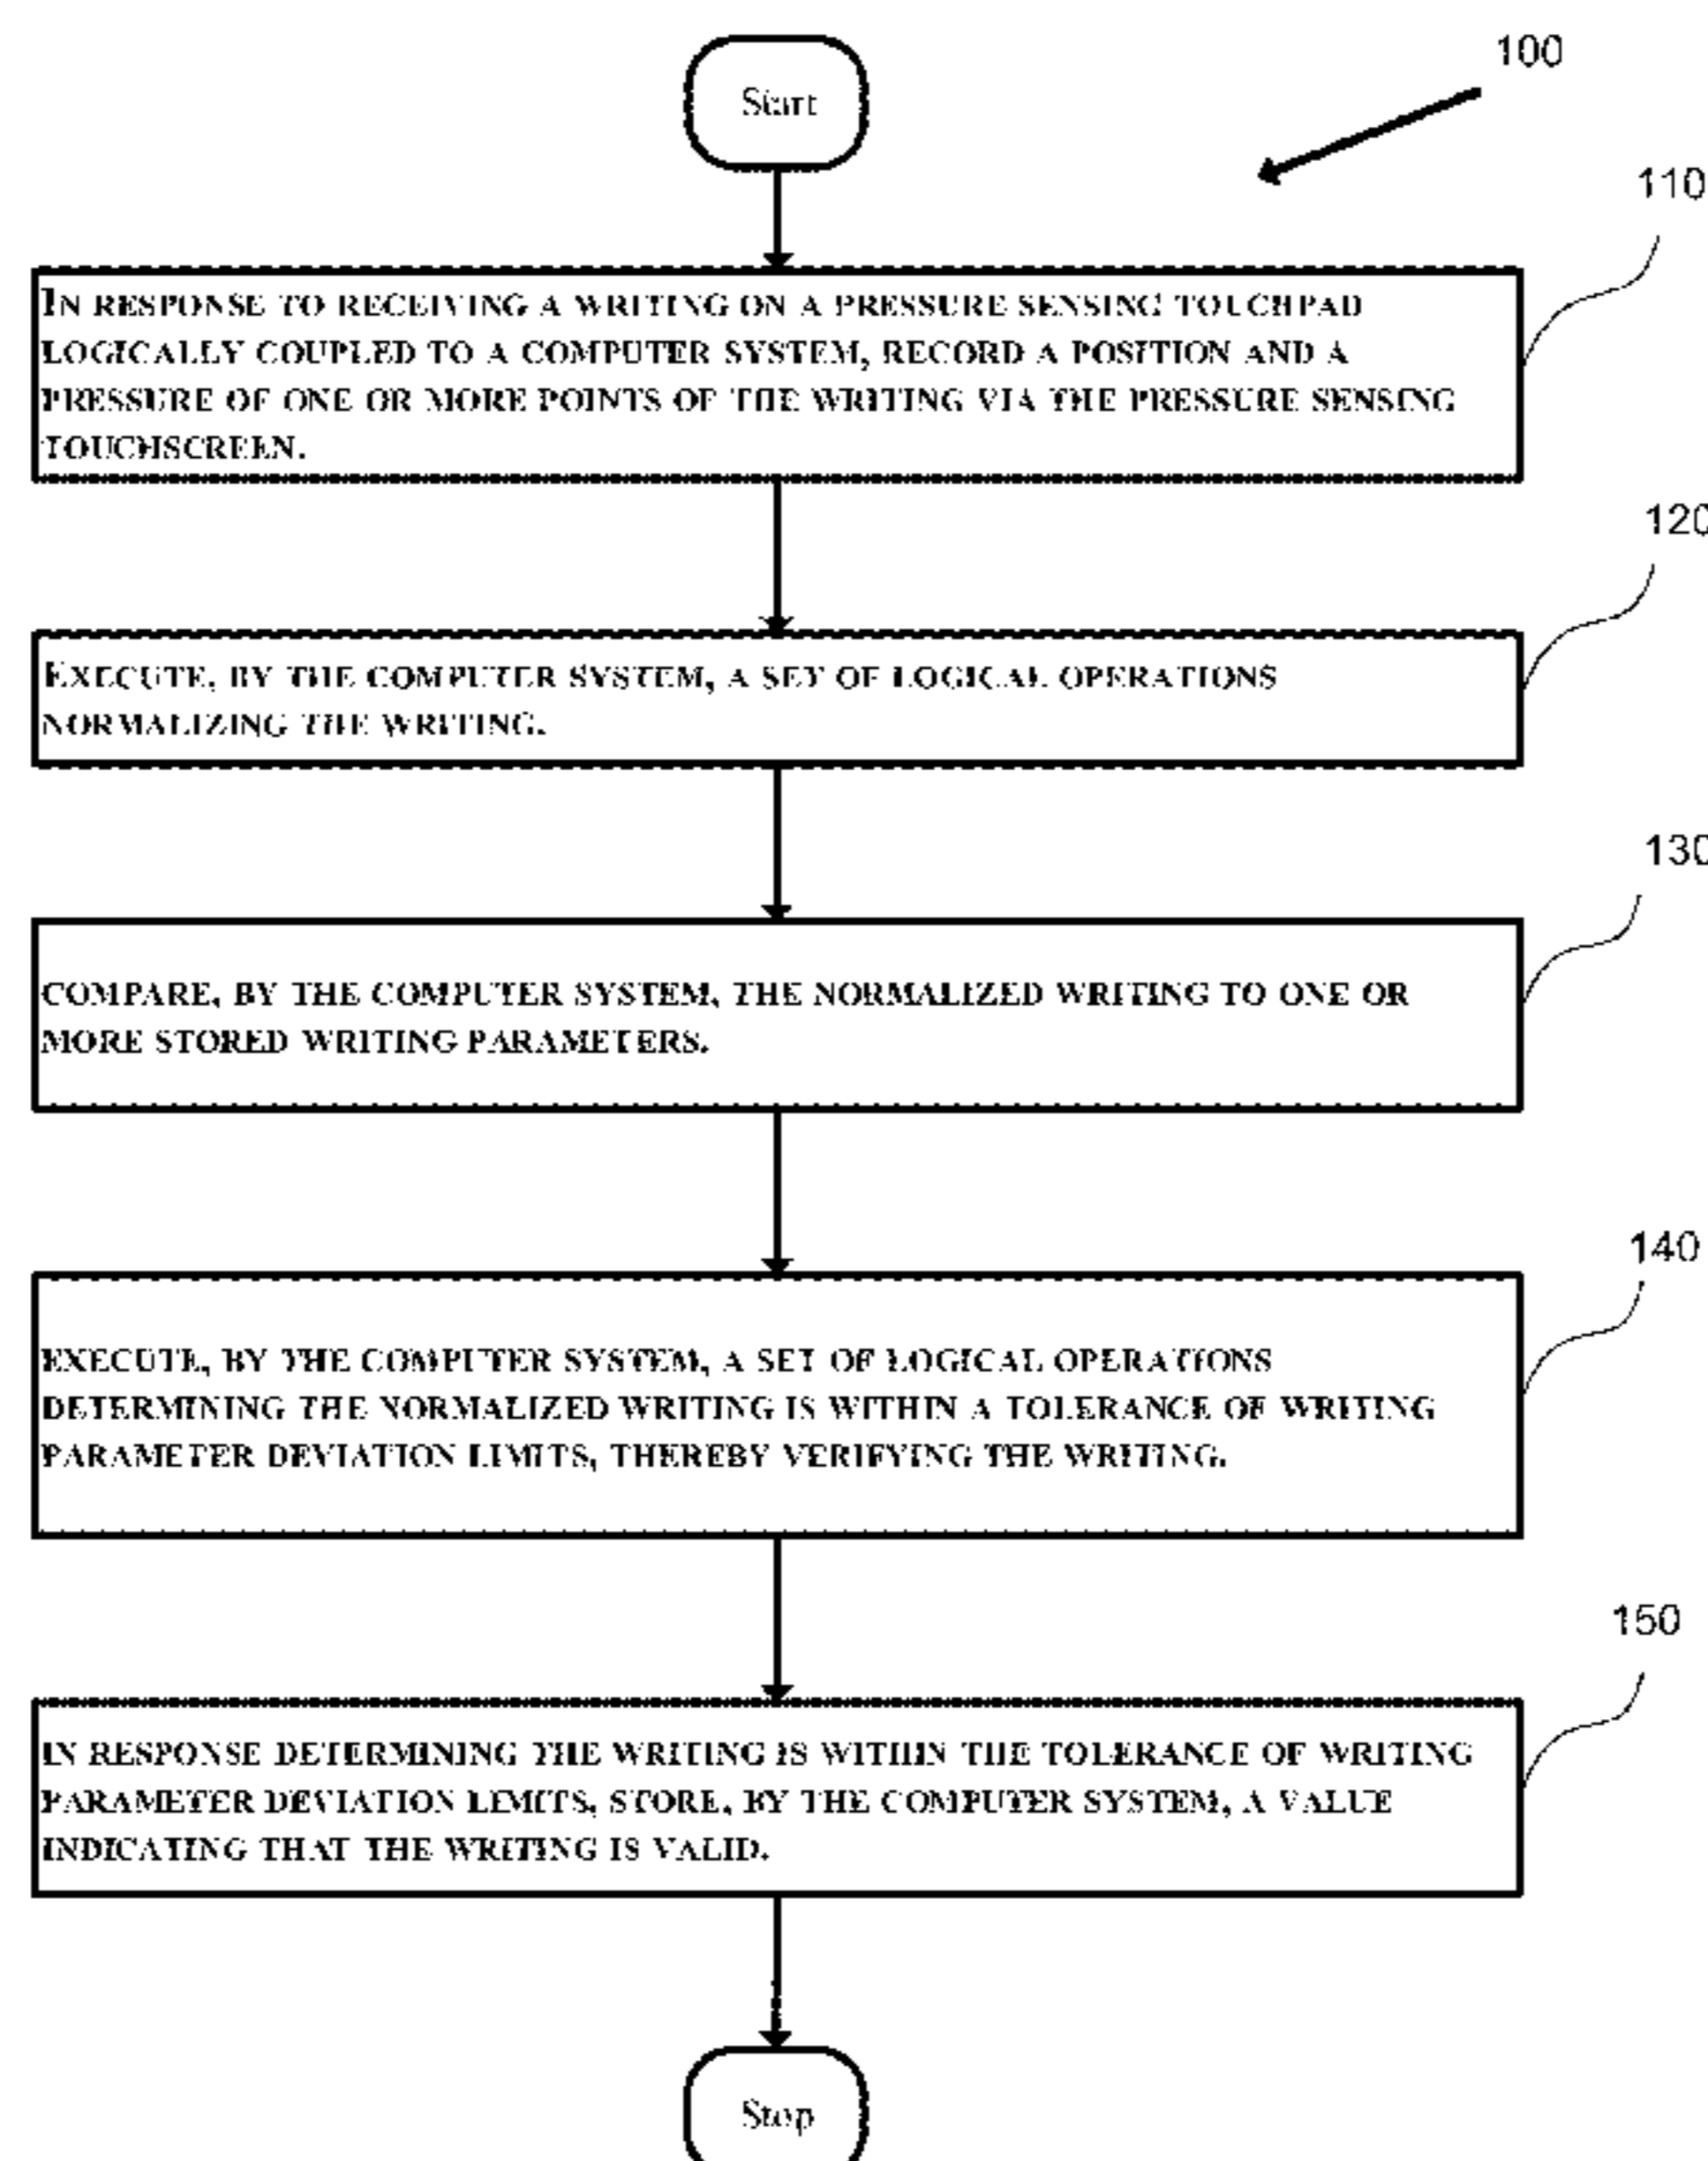 Start
100
110
IN RESPONSE TO RECEIVING A WRITING ON A PRESSURE SENSING TOUCHPAD
LOGICALLY COUPLED TO A COMPUTER SYSTEM, RECORD A POSITION AND A
PRESSURE OF ONE OR MORE POINTS OF THE WRITING VIA THE PRESSURE SENSING
TOUCHSCREEN.
120
EXECUTE, BY THE COMPUTER SYSTEM, A SET OF LOGICAL OPERATIONS
NORMALIZING THE WRITING.
130
COMPARE, BY THE COMPUTER SYSTEM, THE NORMALIZED WRITING TO ONE OR
MORE STORED WRITING PARAMETERS.
140
EXECUTE, BY THE COMPUTER SYSTEM, A SET OF LOGICAL OPERATIONS
DETERMINING THE NORMALIZED WRITING IS WITHIN A TOLERANCE OF WRITING
PARAMETER DEVIATION LIMITS, THEREBY VERIFYING THE WRITING.
150
IN RESPONSE DETERMINING THE WRITING IS WITHIN THE TOLERANCE OF WRITING
PARAMETER DEVIATION LIMITS, STORE, BY THE COMPUTER SYSTEM, A VALUE
INDICATING THAT THE WRITING IS VALID.
Stop